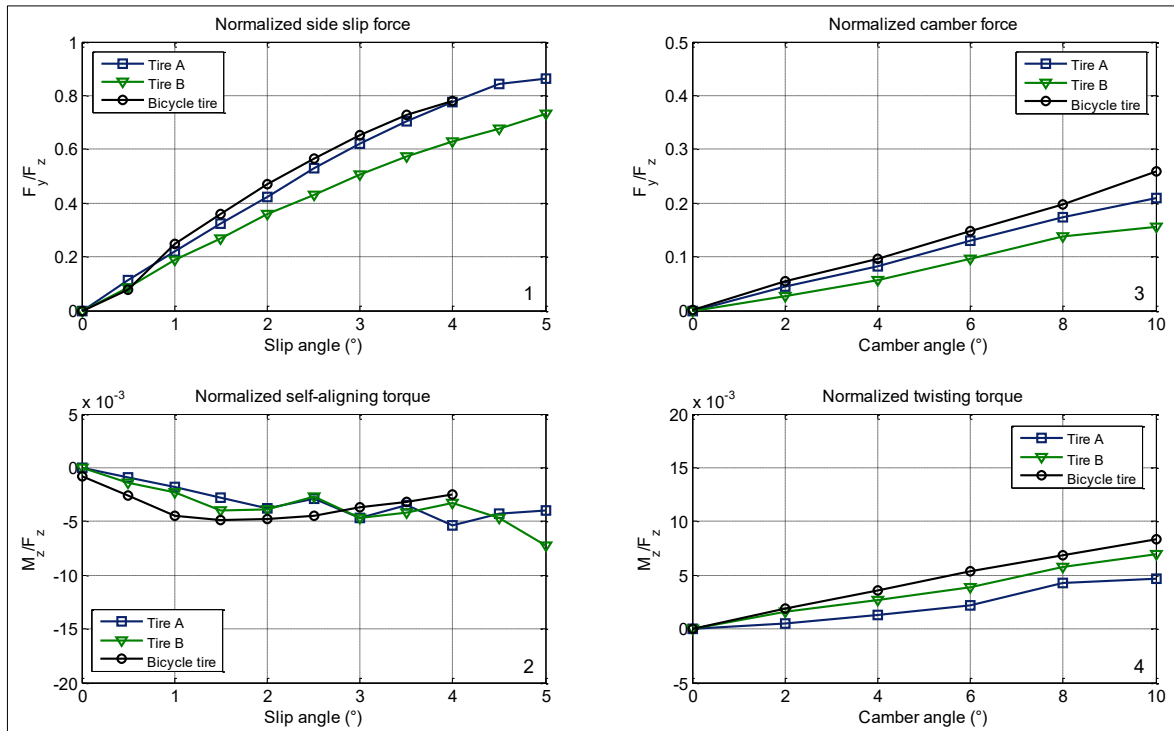 Normalized side slip force
1
0.8
0.6
0.4
0.2
0
Tire A
Tire B
Bicycle tire
F_y/F_z
1
0 1 2 3 4 5
Slip angle (°)
Normalized camber force
0.5
0.4
0.3
0.2
0.1
0
Tire A
Tire B
Bicycle tire
F_y/F_z
3
0 2 4 6 8 10
Camber angle (°)
Normalized self-aligning torque
x 10^-3
5
0
-5
-10
-15
-20
M_z/F_z
Tire A
Tire B
Bicycle tire
2
0 1 2 3 4 5
Slip angle (°)
Normalized twisting torque
x 10^-3
20
15
10
5
0
-5
M_z/F_z
Tire A
Tire B
Bicycle tire
4
0 2 4 6 8 10
Camber angle (°)